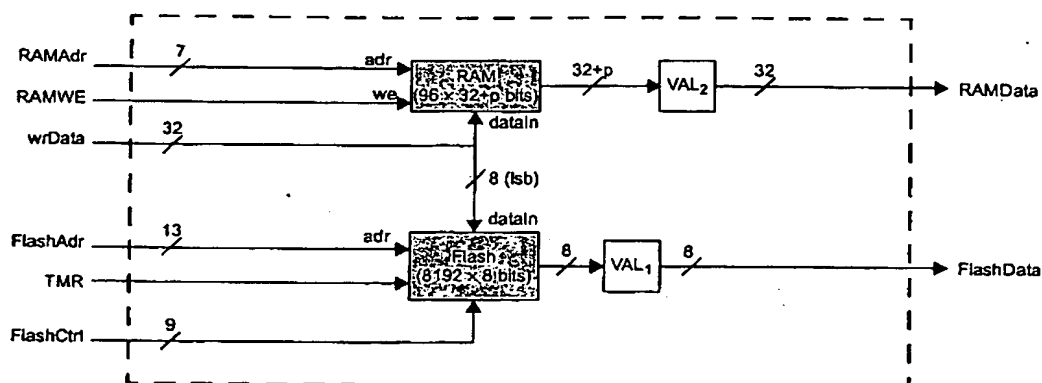 RAMAdr
7
adr
RAM
(96 x 32+p bits)
32+p
VAL2
32
RAMData
RAMWE
we
dataIn
wrData
32
8 (lsb)
dataIn
FlashAdr
13
adr
Flash
(8192 x 8 bits)
8
VAL1
8
FlashData
TMR
FlashCtrl
9